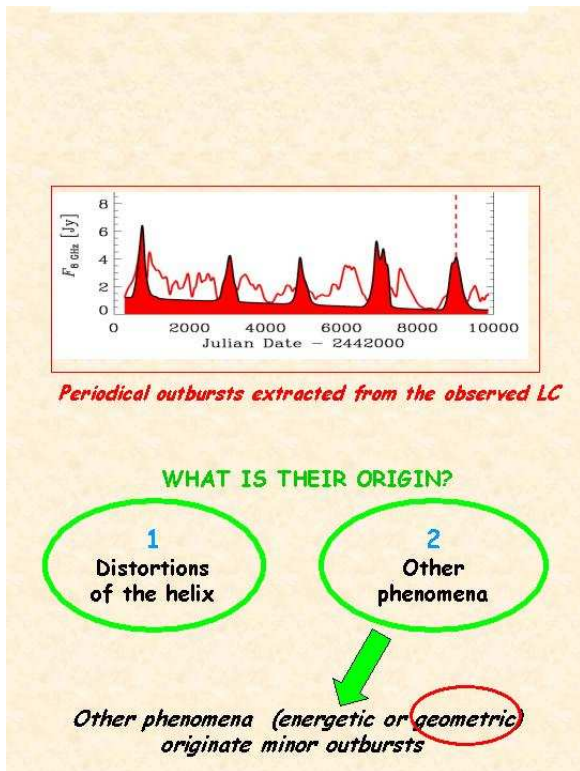 8
6
4
2
0
F8 GHz [Jy]
0 2000 4000 6000 8000 10000
Julian Date − 2442000
Periodical outbursts extracted from the observed LC
WHAT IS THEIR ORIGIN?
1
Distortions
of the helix
2
Other
phenomena
Other phenomena (energetic or geometric)
originate minor outbursts